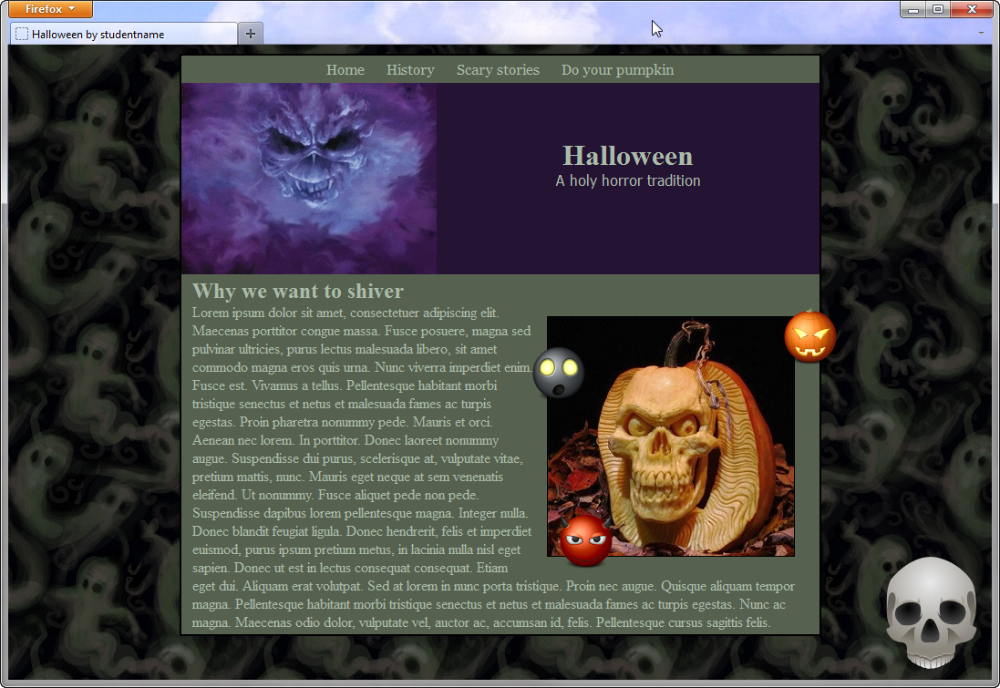 Firefox
Halloween by studentname
Home History Scary stories Do your pumpkin
Halloween
A holy horror tradition
Why we want to shiver
Lorem ipsum dolor sit amet, consectetuer adipiscing elit.
Maecenas porttitor congue massa. Fusce posuere, magna sed
pulvinar ultricies, purus lectus malesuada libero, sit amet
commodo magna eros quis urna. Nunc viverra imperdiet enim.
Fusce est. Vivamus a tellus. Pellentesque habitant morbi
tristique senectus et netus et malesuada fames ac turpis
egestas. Proin pharetra nonummy pede. Mauris et orci.
Aenean nec lorem. In porttitor. Donec laoreet nonummy
augue. Suspendisse dui purus, scelerisque at, vulputate vitae,
pretium mattis, nunc. Mauris eget neque at sem venenatis
eleifend. Ut nonummy. Fusce aliquet pede non pede.
Suspendisse dapibus lorem pellentesque magna. Integer nulla.
Donec blandit feugiat ligula. Donec hendrerit, felis et imperdiet
euismod, purus ipsum pretium metus, in lacinia nulla nisl eget
sapien. Donec ut est in lectus consequat consequat. Etiam
eget dui. Aliquam erat volutpat. Sed at lorem in nunc porta tristique. Proin nec augue. Quisque aliquam tempor
magna. Pellentesque habitant morbi tristique senectus et netus et malesuada fames ac turpis egestas. Nunc ac
magna. Maecenas odio dolor, vulputate vel, auctor ac, accumsan id, felis. Pellentesque cursus sagittis felis.